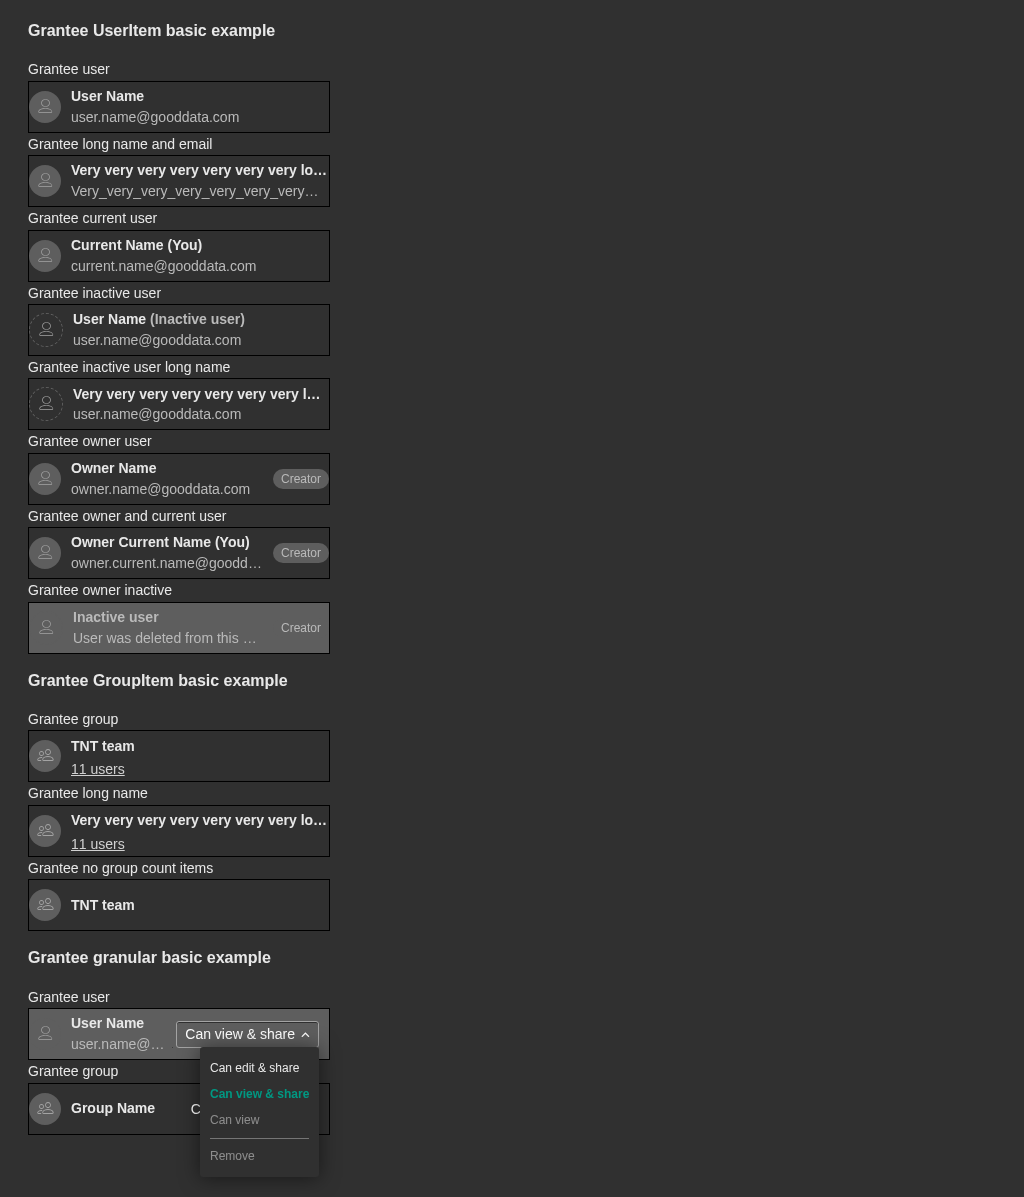 Grantee UserItem basic example
Grantee user
User Name
user.name@gooddata.com
Grantee long name and email
Very very very very very very very lo…
Very_very_very_very_very_very_very…
Grantee current user
Current Name (You)
current.name@gooddata.com
Grantee inactive user
User Name (Inactive user)
user.name@gooddata.com
Grantee inactive user long name
Very very very very very very very l…
user.name@gooddata.com
Grantee owner user
Owner Name
owner.name@gooddata.com
Creator
Grantee owner and current user
Owner Current Name (You)
owner.current.name@goodd…
Creator
Grantee owner inactive
Inactive user
User was deleted from this …
Creator
Grantee GroupItem basic example
Grantee group
TNT team
11 users
Grantee long name
Very very very very very very very lo…
11 users
Grantee no group count items
TNT team
Grantee granular basic example
Grantee user
User Name
user.name@…
Can view & share
Can edit & share
Can view & share
Can view
Remove
Grantee group
Group Name